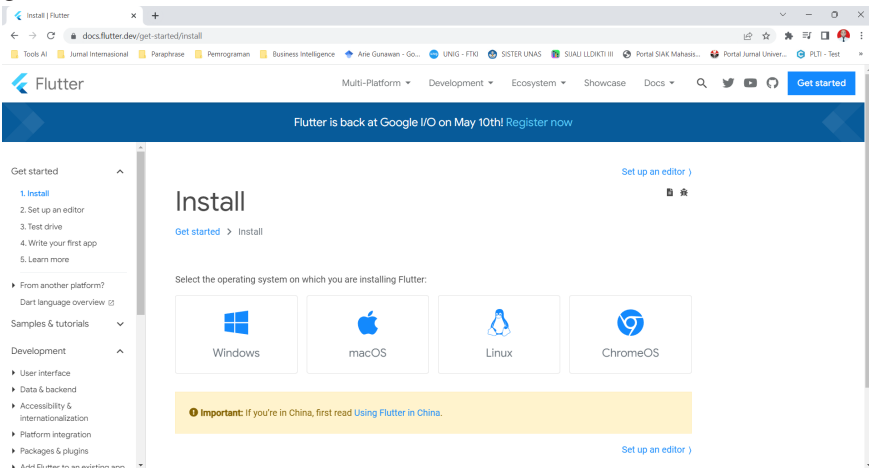 Install | Flutter
docs.flutter.dev/get-started/install
Tools AI Jurnal Internasional Paraphrase Pemrograman Business Intelligence Arie Gunawan - Go... UNIG - FTKI SISTER UNAS SIJALI LLDIKTI III Portal SIAK Mahasis... Portal Jurnal Univer... PLTI - Test »
Flutter Multi-Platform Development Ecosystem Showcase Docs Get started
Flutter is back at Google I/O on May 10th! Register now
Get started
1. Install
2. Set up an editor
3. Test drive
4. Write your first app
5. Learn more
From another platform?
Dart language overview
Samples & tutorials
Development
User interface
Data & backend
Accessibility &
internationalization
Platform integration
Packages & plugins
Add Flutter to an existing app
Set up an editor ⟩
Install
Get started > Install
Select the operating system on which you are installing Flutter:
Windows macOS Linux ChromeOS
Important: If you're in China, first read Using Flutter in China.
Set up an editor ⟩